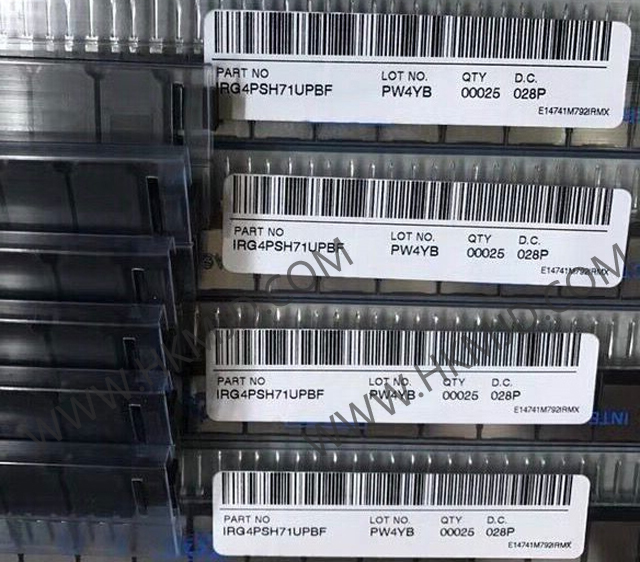 PART NO LOT NO. QTY D.C.
IRG4PSH71UPBF PW4YB 00025 028P
E14741M792IRMX
PART NO LOT NO. QTY D.C.
IRG4PSH71UPBF PW4YB 00025 028P
E14741M792IRMX
PART NO LOT NO. QTY D.C.
IRG4PSH71UPBF PW4YB 00025 028P
E14741M792IRMX
INTE
PART NO LOT NO. QTY D.C.
IRG4PSH71UPBF PW4YB 00025 028P
E14741M792IRMX